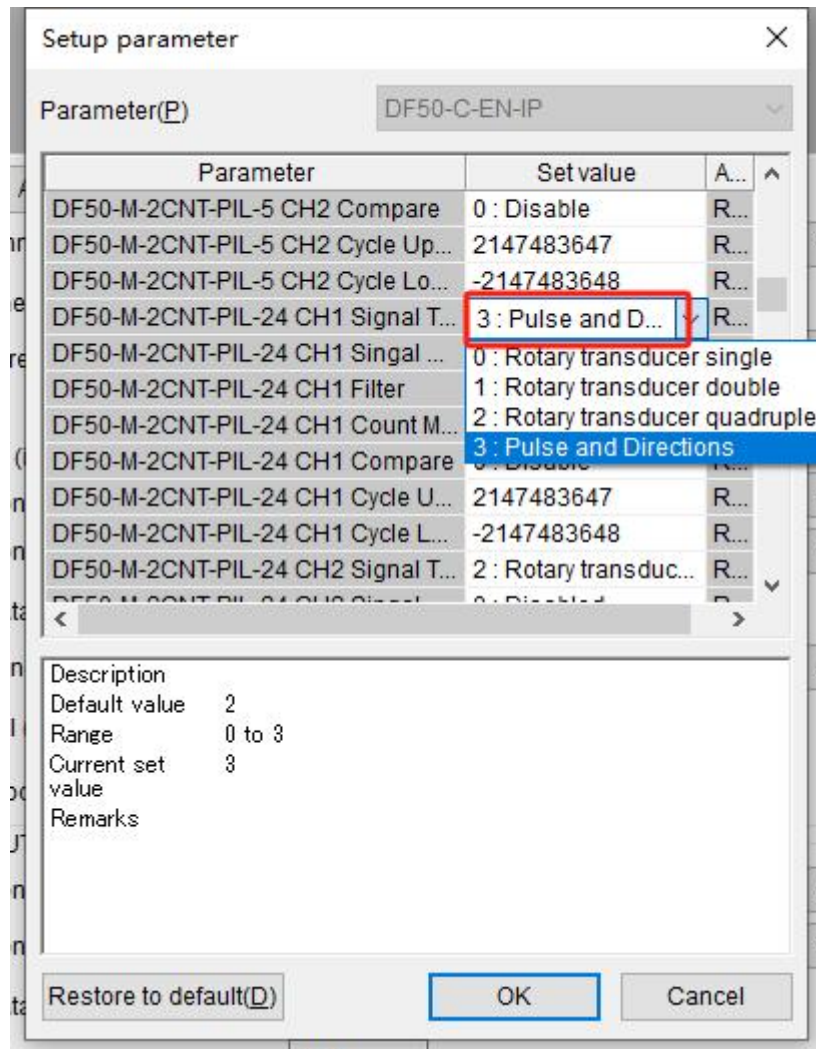 Setup parameter
Parameter(P) DF50-C-EN-IP
Parameter Set value A...
DF50-M-2CNT-PIL-5 CH2 Compare 0 : Disable R...
DF50-M-2CNT-PIL-5 CH2 Cycle Up... 2147483647 R...
DF50-M-2CNT-PIL-5 CH2 Cycle Lo... -2147483648 R...
DF50-M-2CNT-PIL-24 CH1 Signal T... 3 : Pulse and D... R...
DF50-M-2CNT-PIL-24 CH1 Singal ... 0 : Rotary transducer single
DF50-M-2CNT-PIL-24 CH1 Filter 1 : Rotary transducer double
DF50-M-2CNT-PIL-24 CH1 Count M... 2 : Rotary transducer quadruple
DF50-M-2CNT-PIL-24 CH1 Compare 3 : Pulse and Directions
DF50-M-2CNT-PIL-24 CH1 Cycle U... 2147483647 R...
DF50-M-2CNT-PIL-24 CH1 Cycle L... -2147483648 R...
DF50-M-2CNT-PIL-24 CH2 Signal T... 2 : Rotary transduc... R...
Description
Default value 2
Range 0 to 3
Current set 3
value
Remarks
Restore to default(D) OK Cancel